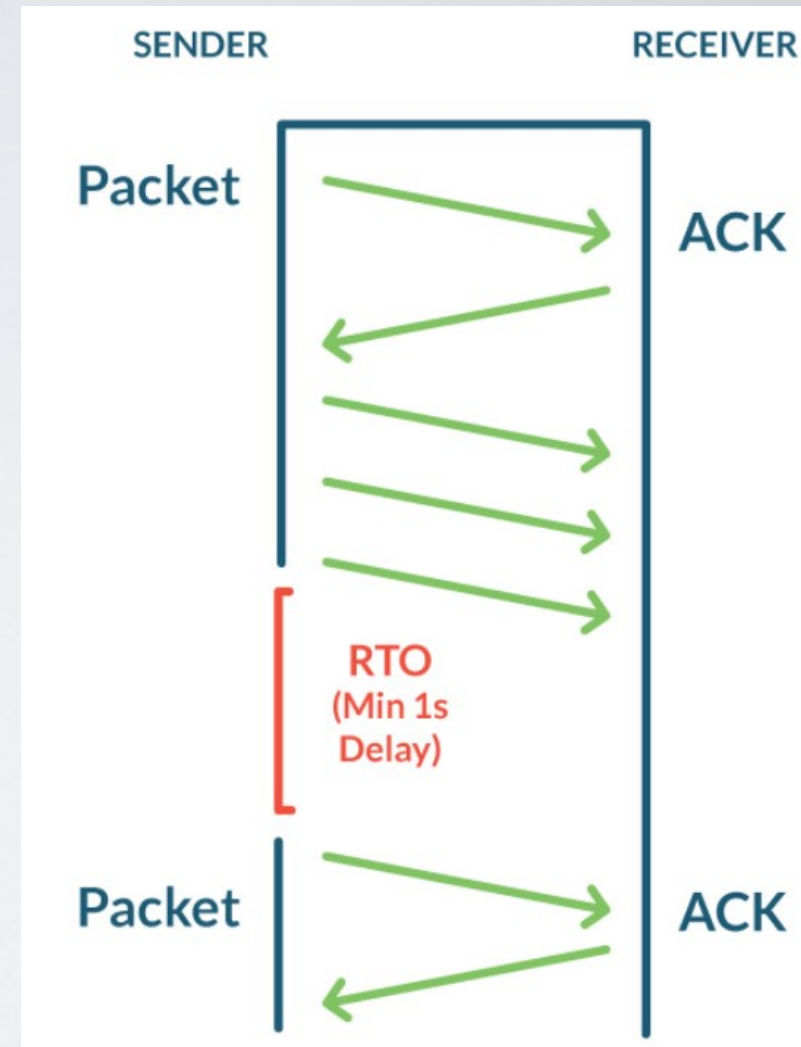 SENDER
RECEIVER
Packet
ACK
RTO
(Min 1s
Delay)
Packet
ACK